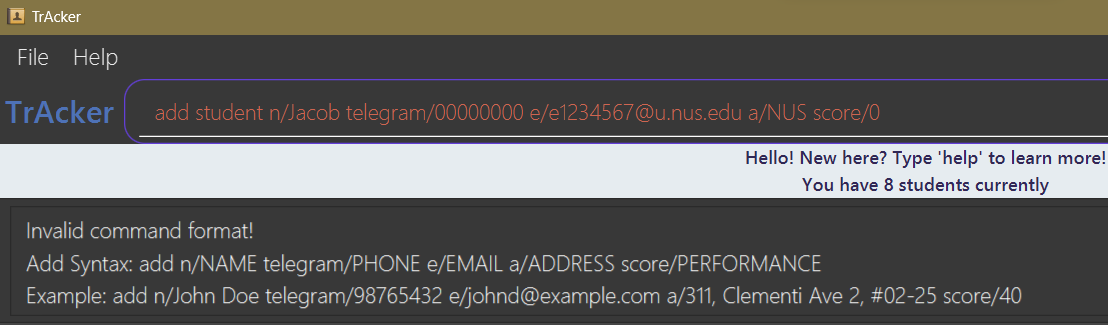 TrAcker
File Help
TrAcker add student n/Jacob telegram/00000000 e/e1234567@u.nus.edu a/NUS score/0
Hello! New here? Type 'help' to learn more!
You have 8 students currently
Invalid command format!
Add Syntax: add n/NAME telegram/PHONE e/EMAIL a/ADDRESS score/PERFORMANCE
Example: add n/John Doe telegram/98765432 e/johnd@example.com a/311, Clementi Ave 2, #02-25 score/40